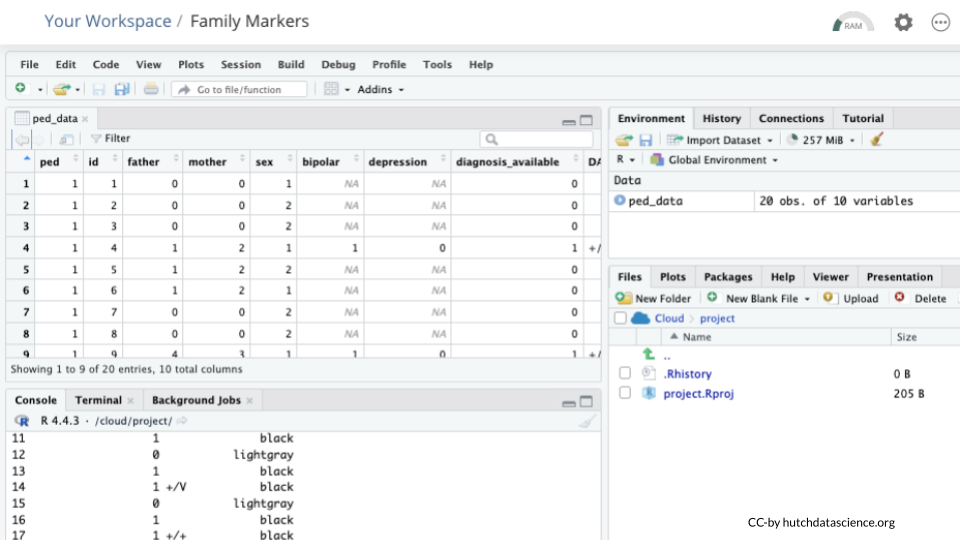 Your Workspace / Family Markers
RAM
File Edit Code View Plots Session Build Debug Profile Tools Help
Go to file/function Addins
ped_data
Filter
ped id father mother sex bipolar depression diagnosis_available DA
1 1 1 0 0 1 NA NA 0
2 1 2 0 0 2 NA NA 0
3 1 3 0 0 2 NA NA 0
4 1 4 1 2 1 1 0 1 +/
5 1 5 1 2 2 NA NA 0
6 1 6 1 2 1 NA NA 0
7 1 7 0 0 2 NA NA 0
8 1 8 0 0 2 NA NA 0
9 1 9 4 3 1 1 0 1 +/
Showing 1 to 9 of 20 entries, 10 total columns
Console Terminal Background Jobs
R 4.4.3 · /cloud/project/
11 1 black
12 0 lightgray
13 1 black
14 1 +/V black
15 0 lightgray
16 1 black
17 1 +/+ black
Environment History Connections Tutorial
Import Dataset 257 MiB
R Global Environment
Data
ped_data 20 obs. of 10 variables
Files Plots Packages Help Viewer Presentation
New Folder New Blank File Upload Delete
Cloud project
Name Size
..
.Rhistory 0 B
project.Rproj 205 B
CC-by hutchdatascience.org